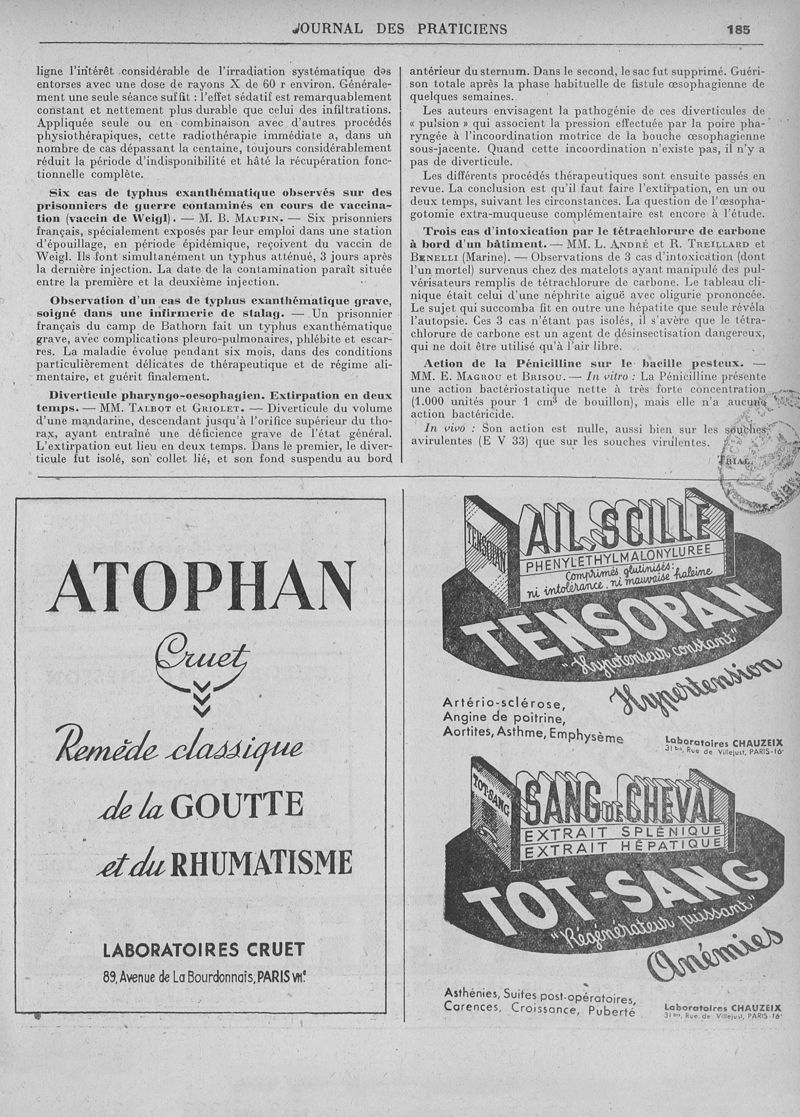 JOURNAL DES PRATICIENS 185
ligne l'intérêt considérable de l'irradiation systématique des
entorses avec une dose de rayons X de 60 r environ. Générale-
ment une seule séance suffit : l'effet sédatif est remarquablement
constant et nettement plus durable que celui des infiltrations.
Appliquée seule ou en combinaison avec d'autres procédés
physiothérapiques, cette radiothérapie immédiate a, dans un
nombre de cas dépassant la centaine, toujours considérablement
réduit la période d'indisponibilité et hâté la récupération fonc-
tionnelle complète.
Six cas de typhus exanthématique observés sur des
prisonniers de guerre contaminés en cours de vaccina-
tion (vaccin de Weigl). — M. B. MAUPIN. — Six prisonniers
français, spécialement exposés par leur emploi dans une station
d'épouillage, en période épidémique, reçoivent du vaccin de
Weigl. Ils font simultanément un typhus atténué, 3 jours après
la dernière injection. La date de la contamination paraît située
entre la première et la deuxième injection.
Observation d'un cas de typhus exanthématique grave,
soigné dans une infirmerie de stalag. — Un prisonnier
français du camp de Bathorn fait un typhus exanthématique
grave, avec complications pleuro-pulmonaires, phlébite et escar-
res. La maladie évolue pendant six mois, dans des conditions
particulièrement délicates de thérapeutique et de régime ali-
mentaire, et guérit finalement.
Diverticule pharyngo-oesophagien. Extirpation en deux
temps. — MM. TALBOT et GRIOLET. — Diverticule du volume
d'une mandarine, descendant jusqu'à l'orifice supérieur du tho-
rax, ayant entraîné une déficience grave de l'état général.
L'extirpation eut lieu en deux temps. Dans le premier, le diver-
ticule fut isolé, son collet lié, et son fond suspendu au bord
antérieur du sternum. Dans le second, le sac fut supprimé. Guéri-
son totale après la phase habituelle de fistule œsophagienne de
quelques semaines.
Les auteurs envisagent la pathogénie de ces diverticules de
« pulsion » qui associent la pression effectuée par la poire pha-
ryngée à l'incoordination motrice de la bouche œsophagienne
sous-jacente. Quand cette incoordination n'existe pas, il n'y a
pas de diverticule.
Les différents procédés thérapeutiques sont ensuite passés en
revue. La conclusion est qu'il faut faire l'extirpation, en un ou
deux temps, suivant les circonstances. La question de l'œsopha-
gotomie extra-muqueuse complémentaire est encore à l'étude.
Trois cas d'intoxication par le tétrachlorure de carbone
à bord d'un bâtiment. — MM. L. ANDRÉ et R. TREILLARD et
BENELLI (Marine). — Observations de 3 cas d'intoxication (dont
l'un mortel) survenus chez des matelots ayant manipulé des pul-
vérisateurs remplis de tétrachlorure de carbone. Le tableau cli-
nique était celui d'une néphrite aiguë avec oligurie prononcée.
Le sujet qui succomba fit en outre une hépatite que seule révéla
l'autopsie. Ces 3 cas n'étant pas isolés, il s'avère que le tétra-
chlorure de carbone est un agent de désinsectisation dangereux,
qui ne doit être utilisé qu'à l'air libre.
Action de la Pénicilline sur le bacille pesteux. —
MM. E. MAGROU et BRISOU. — In vitro : La Pénicilline présente
une action bactériostatique nette à très forte concentration
(1.000 unités pour 1 cm³ de bouillon), mais elle n'a aucune
action bactéricide.
In vivo : Son action est nulle, aussi bien sur les souches
avirulentes (E V 33) que sur les souches virulentes.
TRIAL.
ATOPHAN
Cruet
Remède classique
de la GOUTTE
et du RHUMATISME
LABORATOIRES CRUET
89, Avenue de La Bourdonnais, PARIS VIIe
TENSOPAN
AIL, SCILLE
PHENYLETHYLMALONYLUREE
Comprimés glutinisés:
ni intolérance, ni mauvaise haleine
TENSOPAN
"Hypotenseur constant"
Hypertension
Artério-sclérose,
Angine de poitrine,
Aortites, Asthme, Emphysème
Laboratoires CHAUZEIX
31 bis, Rue de Villejust, PARIS-16e
TOT-SANG
SANG DE CHEVAL
EXTRAIT SPLÉNIQUE
EXTRAIT HÉPATIQUE
TOT-SANG
"Régénérateur puissant"
Anémies
Asthénies, Suites post-opératoires,
Carences, Croissance, Puberté
Laboratoires CHAUZEIX
31 bis, Rue de Villejust, PARIS-16e